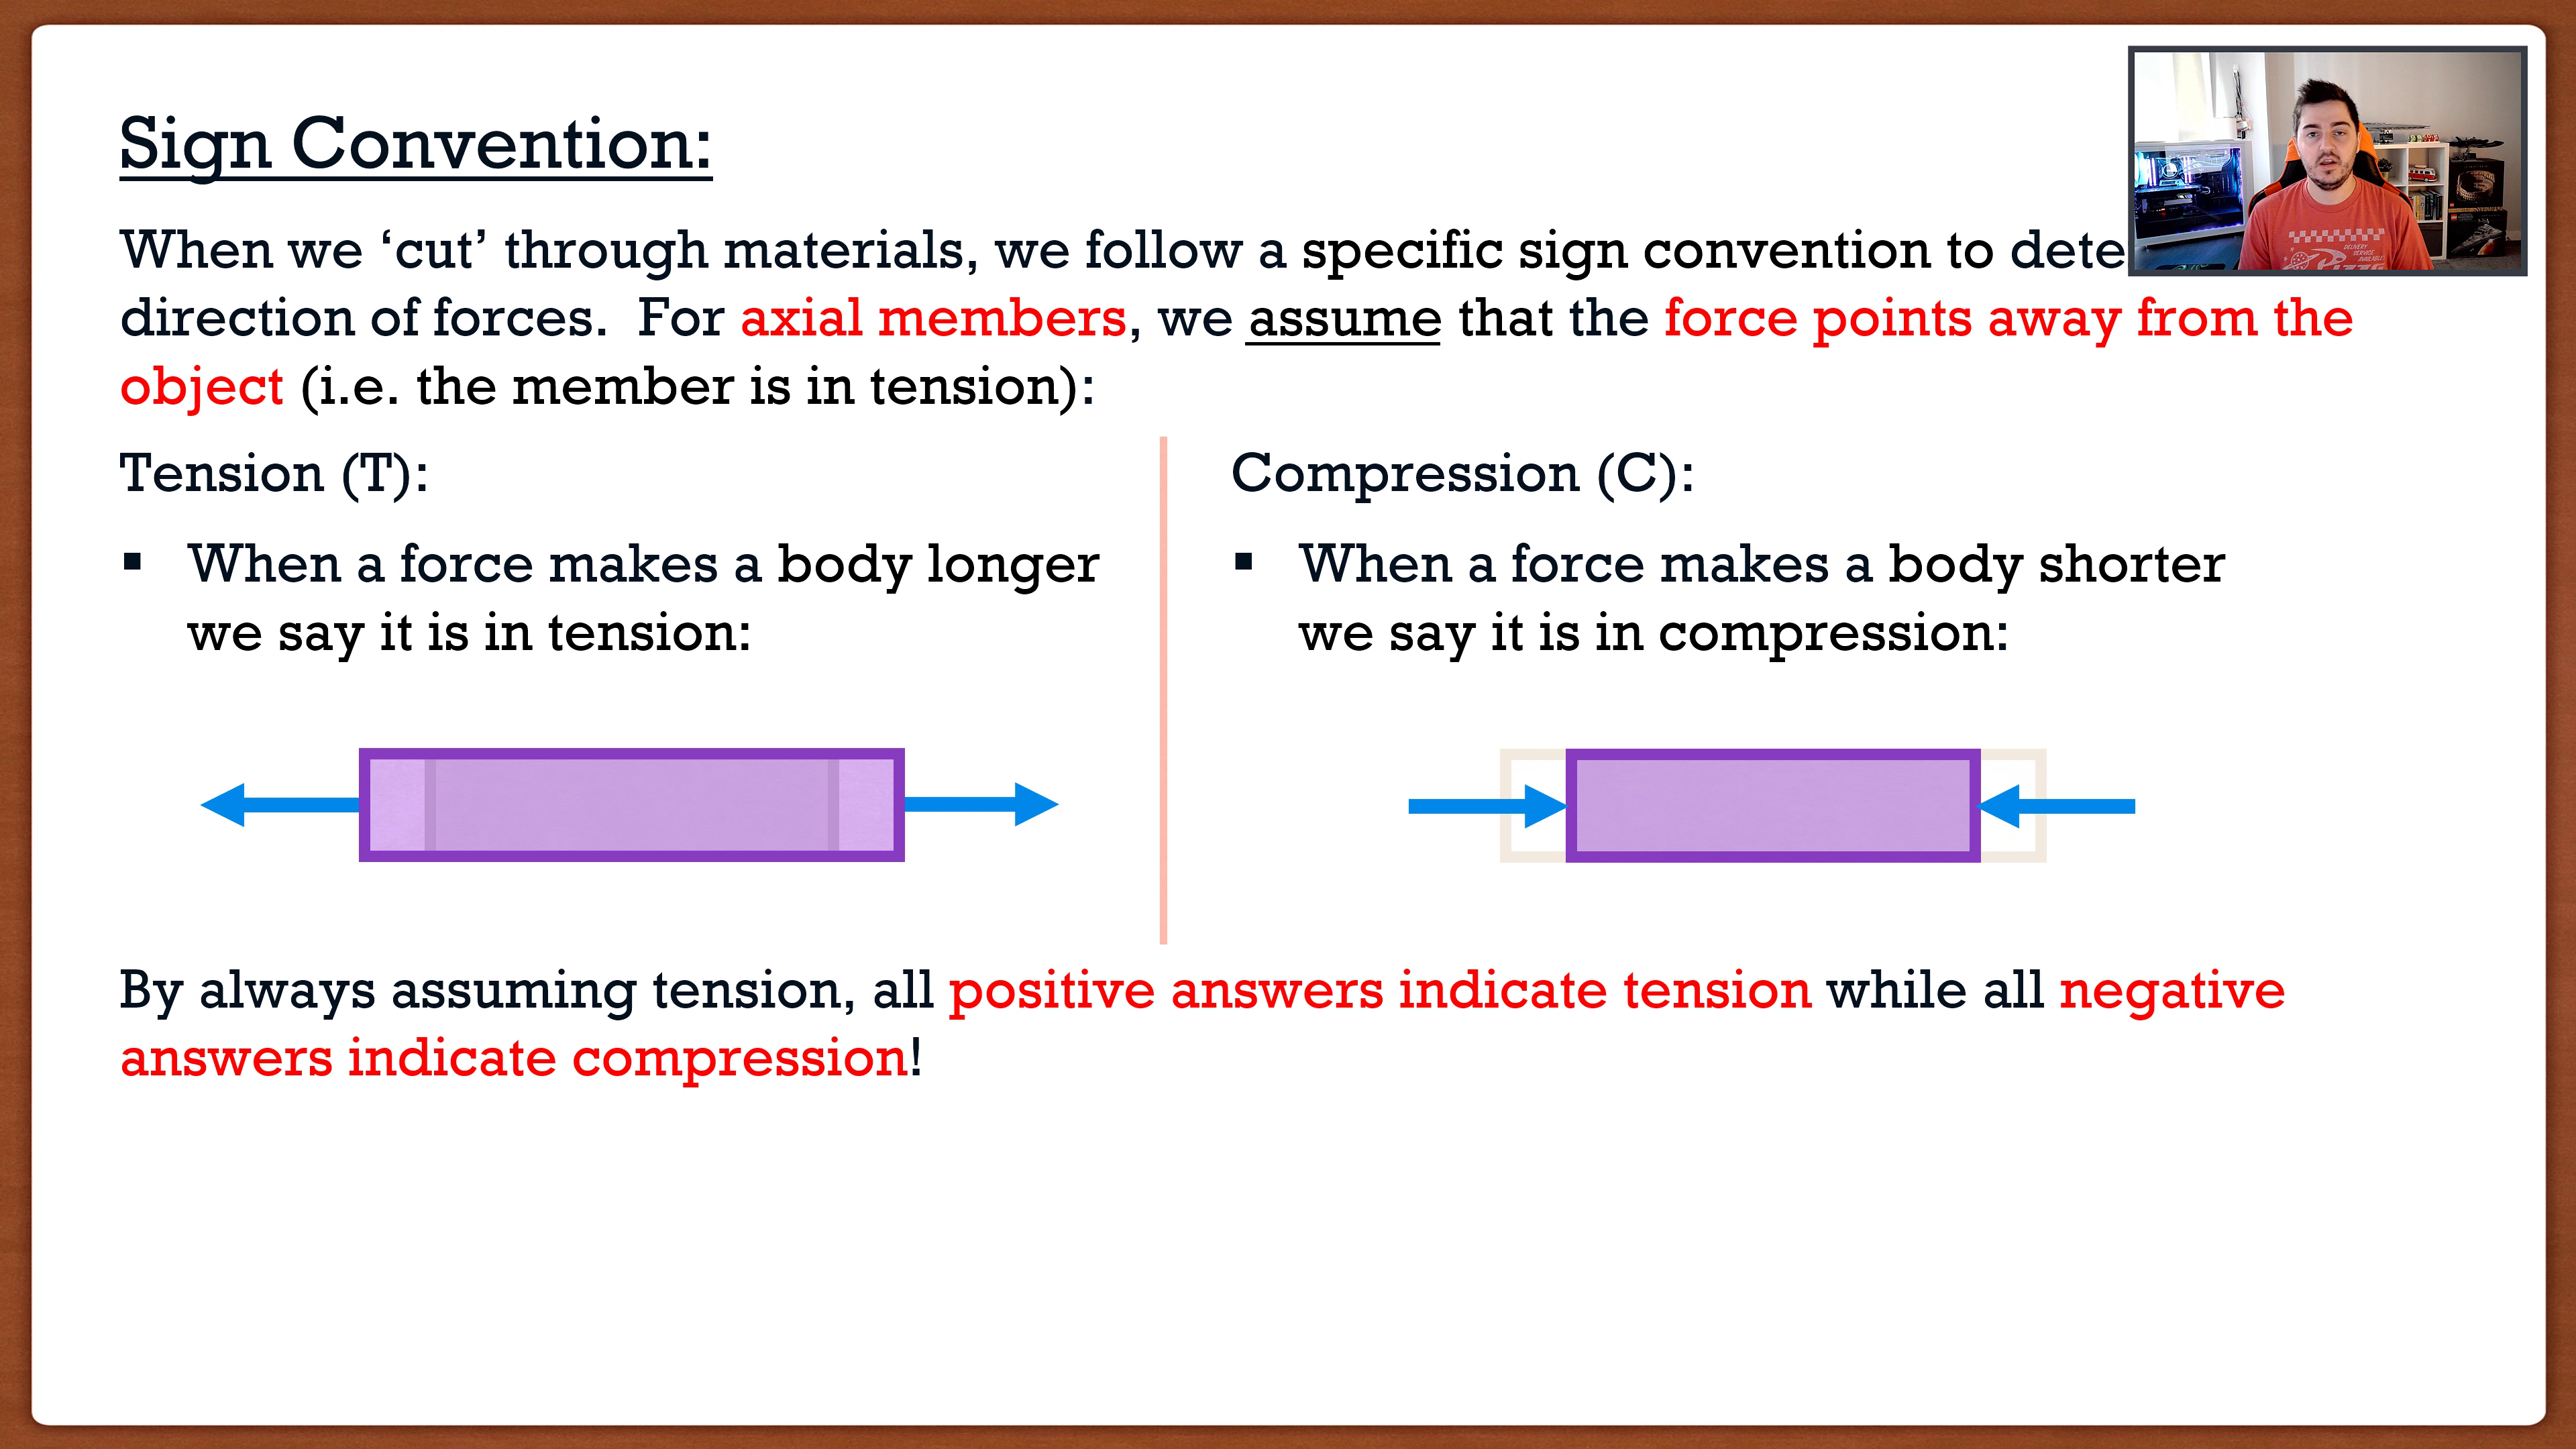 Sign Convention:
When we ‘cut’ through materials, we follow a specific sign convention to
direction of forces.  For axial members, we assume that the force points away from the
object (i.e. the member is in tension):
Tension (T):
▪ When a force makes a body longer
we say it is in tension:
Compression (C):
▪ When a force makes a body shorter
we say it is in compression:
By always assuming tension, all positive answers indicate tension while all negative
answers indicate compression!